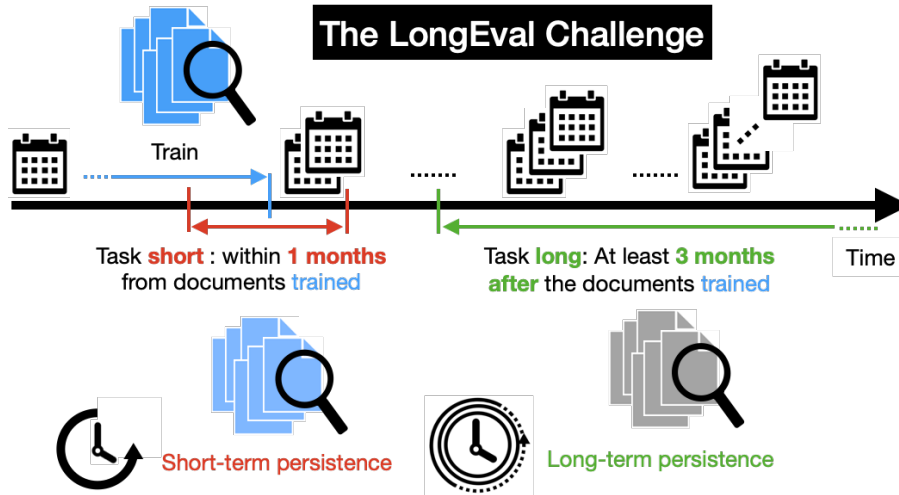 The LongEval Challenge
Train
Task short : within 1 months
from documents trained
Task long: At least 3 months
after the documents trained
Time
Short-term persistence
Long-term persistence